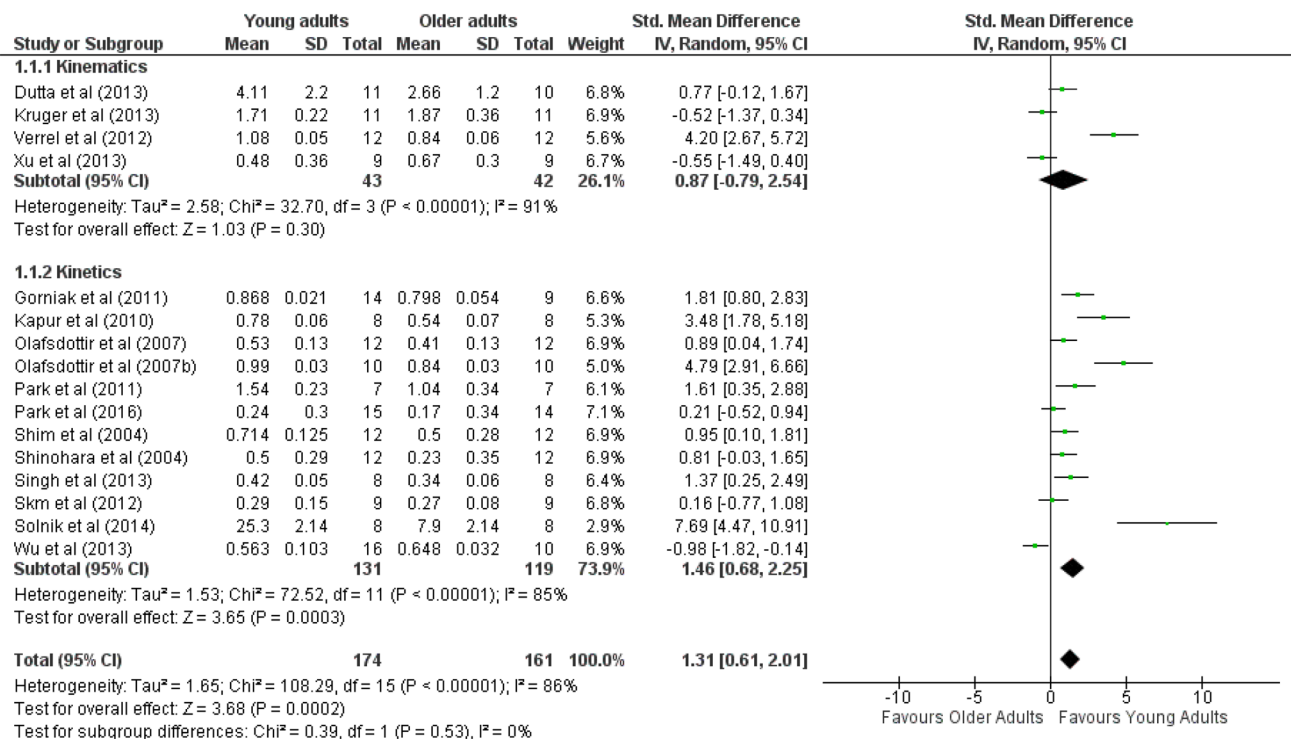 Young adults Older adults Std. Mean Difference Std. Mean Difference
Study or Subgroup Mean SD Total Mean SD Total Weight IV, Random, 95% CI IV, Random, 95% CI
1.1.1 Kinematics
Dutta et al (2013) 4.11 2.2 11 2.66 1.2 10 6.8% 0.77 [-0.12, 1.67]
Kruger et al (2013) 1.71 0.22 11 1.87 0.36 11 6.9% -0.52 [-1.37, 0.34]
Verrel et al (2012) 1.08 0.05 12 0.84 0.06 12 5.6% 4.20 [2.67, 5.72]
Xu et al (2013) 0.48 0.36 9 0.67 0.3 9 6.7% -0.55 [-1.49, 0.40]
Subtotal (95% CI) 43 42 26.1% 0.87 [-0.79, 2.54]
Heterogeneity: Tau² = 2.58; Chi² = 32.70, df = 3 (P < 0.00001); I² = 91%
Test for overall effect: Z = 1.03 (P = 0.30)
1.1.2 Kinetics
Gorniak et al (2011) 0.868 0.021 14 0.798 0.054 9 6.6% 1.81 [0.80, 2.83]
Kapur et al (2010) 0.78 0.06 8 0.54 0.07 8 5.3% 3.48 [1.78, 5.18]
Olafsdottir et al (2007) 0.53 0.13 12 0.41 0.13 12 6.9% 0.89 [0.04, 1.74]
Olafsdottir et al (2007b) 0.99 0.03 10 0.84 0.03 10 5.0% 4.79 [2.91, 6.66]
Park et al (2011) 1.54 0.23 7 1.04 0.34 7 6.1% 1.61 [0.35, 2.88]
Park et al (2016) 0.24 0.3 15 0.17 0.34 14 7.1% 0.21 [-0.52, 0.94]
Shim et al (2004) 0.714 0.125 12 0.5 0.28 12 6.9% 0.95 [0.10, 1.81]
Shinohara et al (2004) 0.5 0.29 12 0.23 0.35 12 6.9% 0.81 [-0.03, 1.65]
Singh et al (2013) 0.42 0.05 8 0.34 0.06 8 6.4% 1.37 [0.25, 2.49]
Skm et al (2012) 0.29 0.15 9 0.27 0.08 9 6.8% 0.16 [-0.77, 1.08]
Solnik et al (2014) 25.3 2.14 8 7.9 2.14 8 2.9% 7.69 [4.47, 10.91]
Wu et al (2013) 0.563 0.103 16 0.648 0.032 10 6.9% -0.98 [-1.82, -0.14]
Subtotal (95% CI) 131 119 73.9% 1.46 [0.68, 2.25]
Heterogeneity: Tau² = 1.53; Chi² = 72.52, df = 11 (P < 0.00001); I² = 85%
Test for overall effect: Z = 3.65 (P = 0.0003)
Total (95% CI) 174 161 100.0% 1.31 [0.61, 2.01]
Heterogeneity: Tau² = 1.65; Chi² = 108.29, df = 15 (P < 0.00001); I² = 86%
Test for overall effect: Z = 3.68 (P = 0.0002)
Test for subgroup differences: Chi² = 0.39, df = 1 (P = 0.53), I² = 0%
-10 -5 0 5 10
Favours Older Adults Favours Young Adults